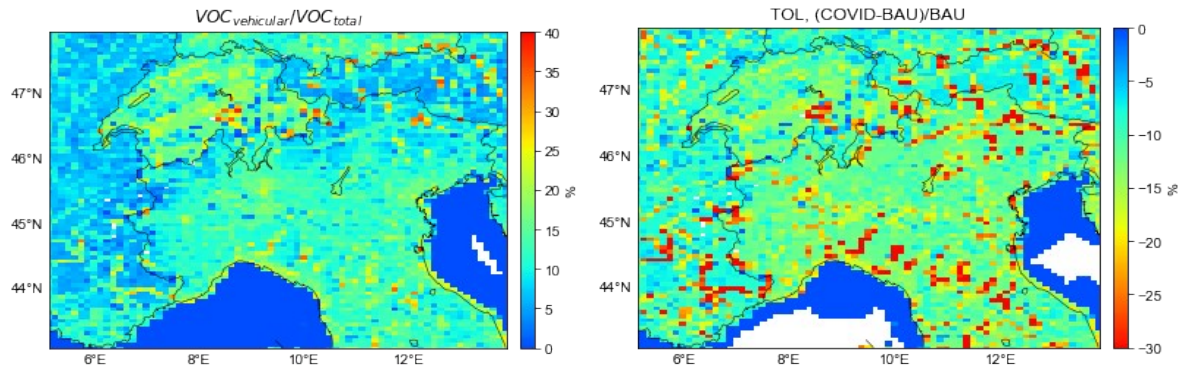 VOC_vehicular/VOC_total
47°N
46°N
45°N
44°N
6°E 8°E 10°E 12°E
40
35
30
25
20
15
10
5
0
%
TOL, (COVID-BAU)/BAU
47°N
46°N
45°N
44°N
6°E 8°E 10°E 12°E
0
−5
−10
−15
−20
−25
−30
%